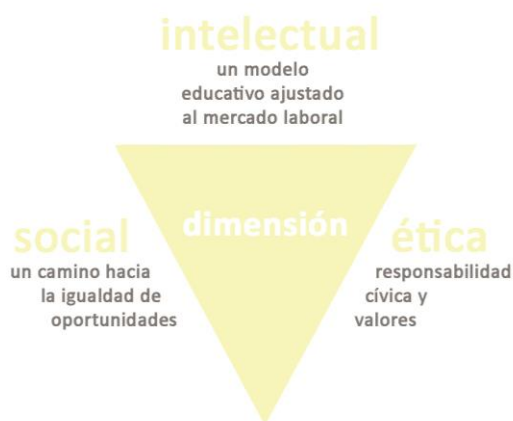 intelectual
un modelo
educativo ajustado
al mercado laboral
dimensión
social
un camino hacia
la igualdad de
oportunidades
ética
responsabilidad
cívica y
valores